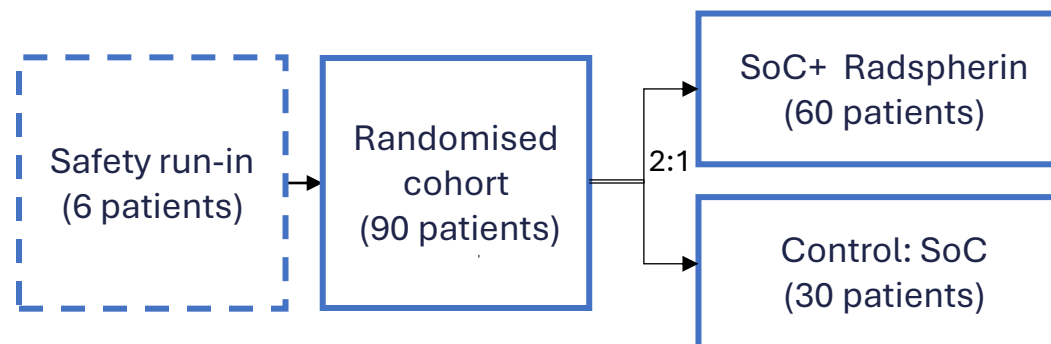 Safety run-in
(6 patients)
Randomised
cohort
(90 patients)
2:1
SoC+ Radspherin
(60 patients)
Control: SoC
(30 patients)